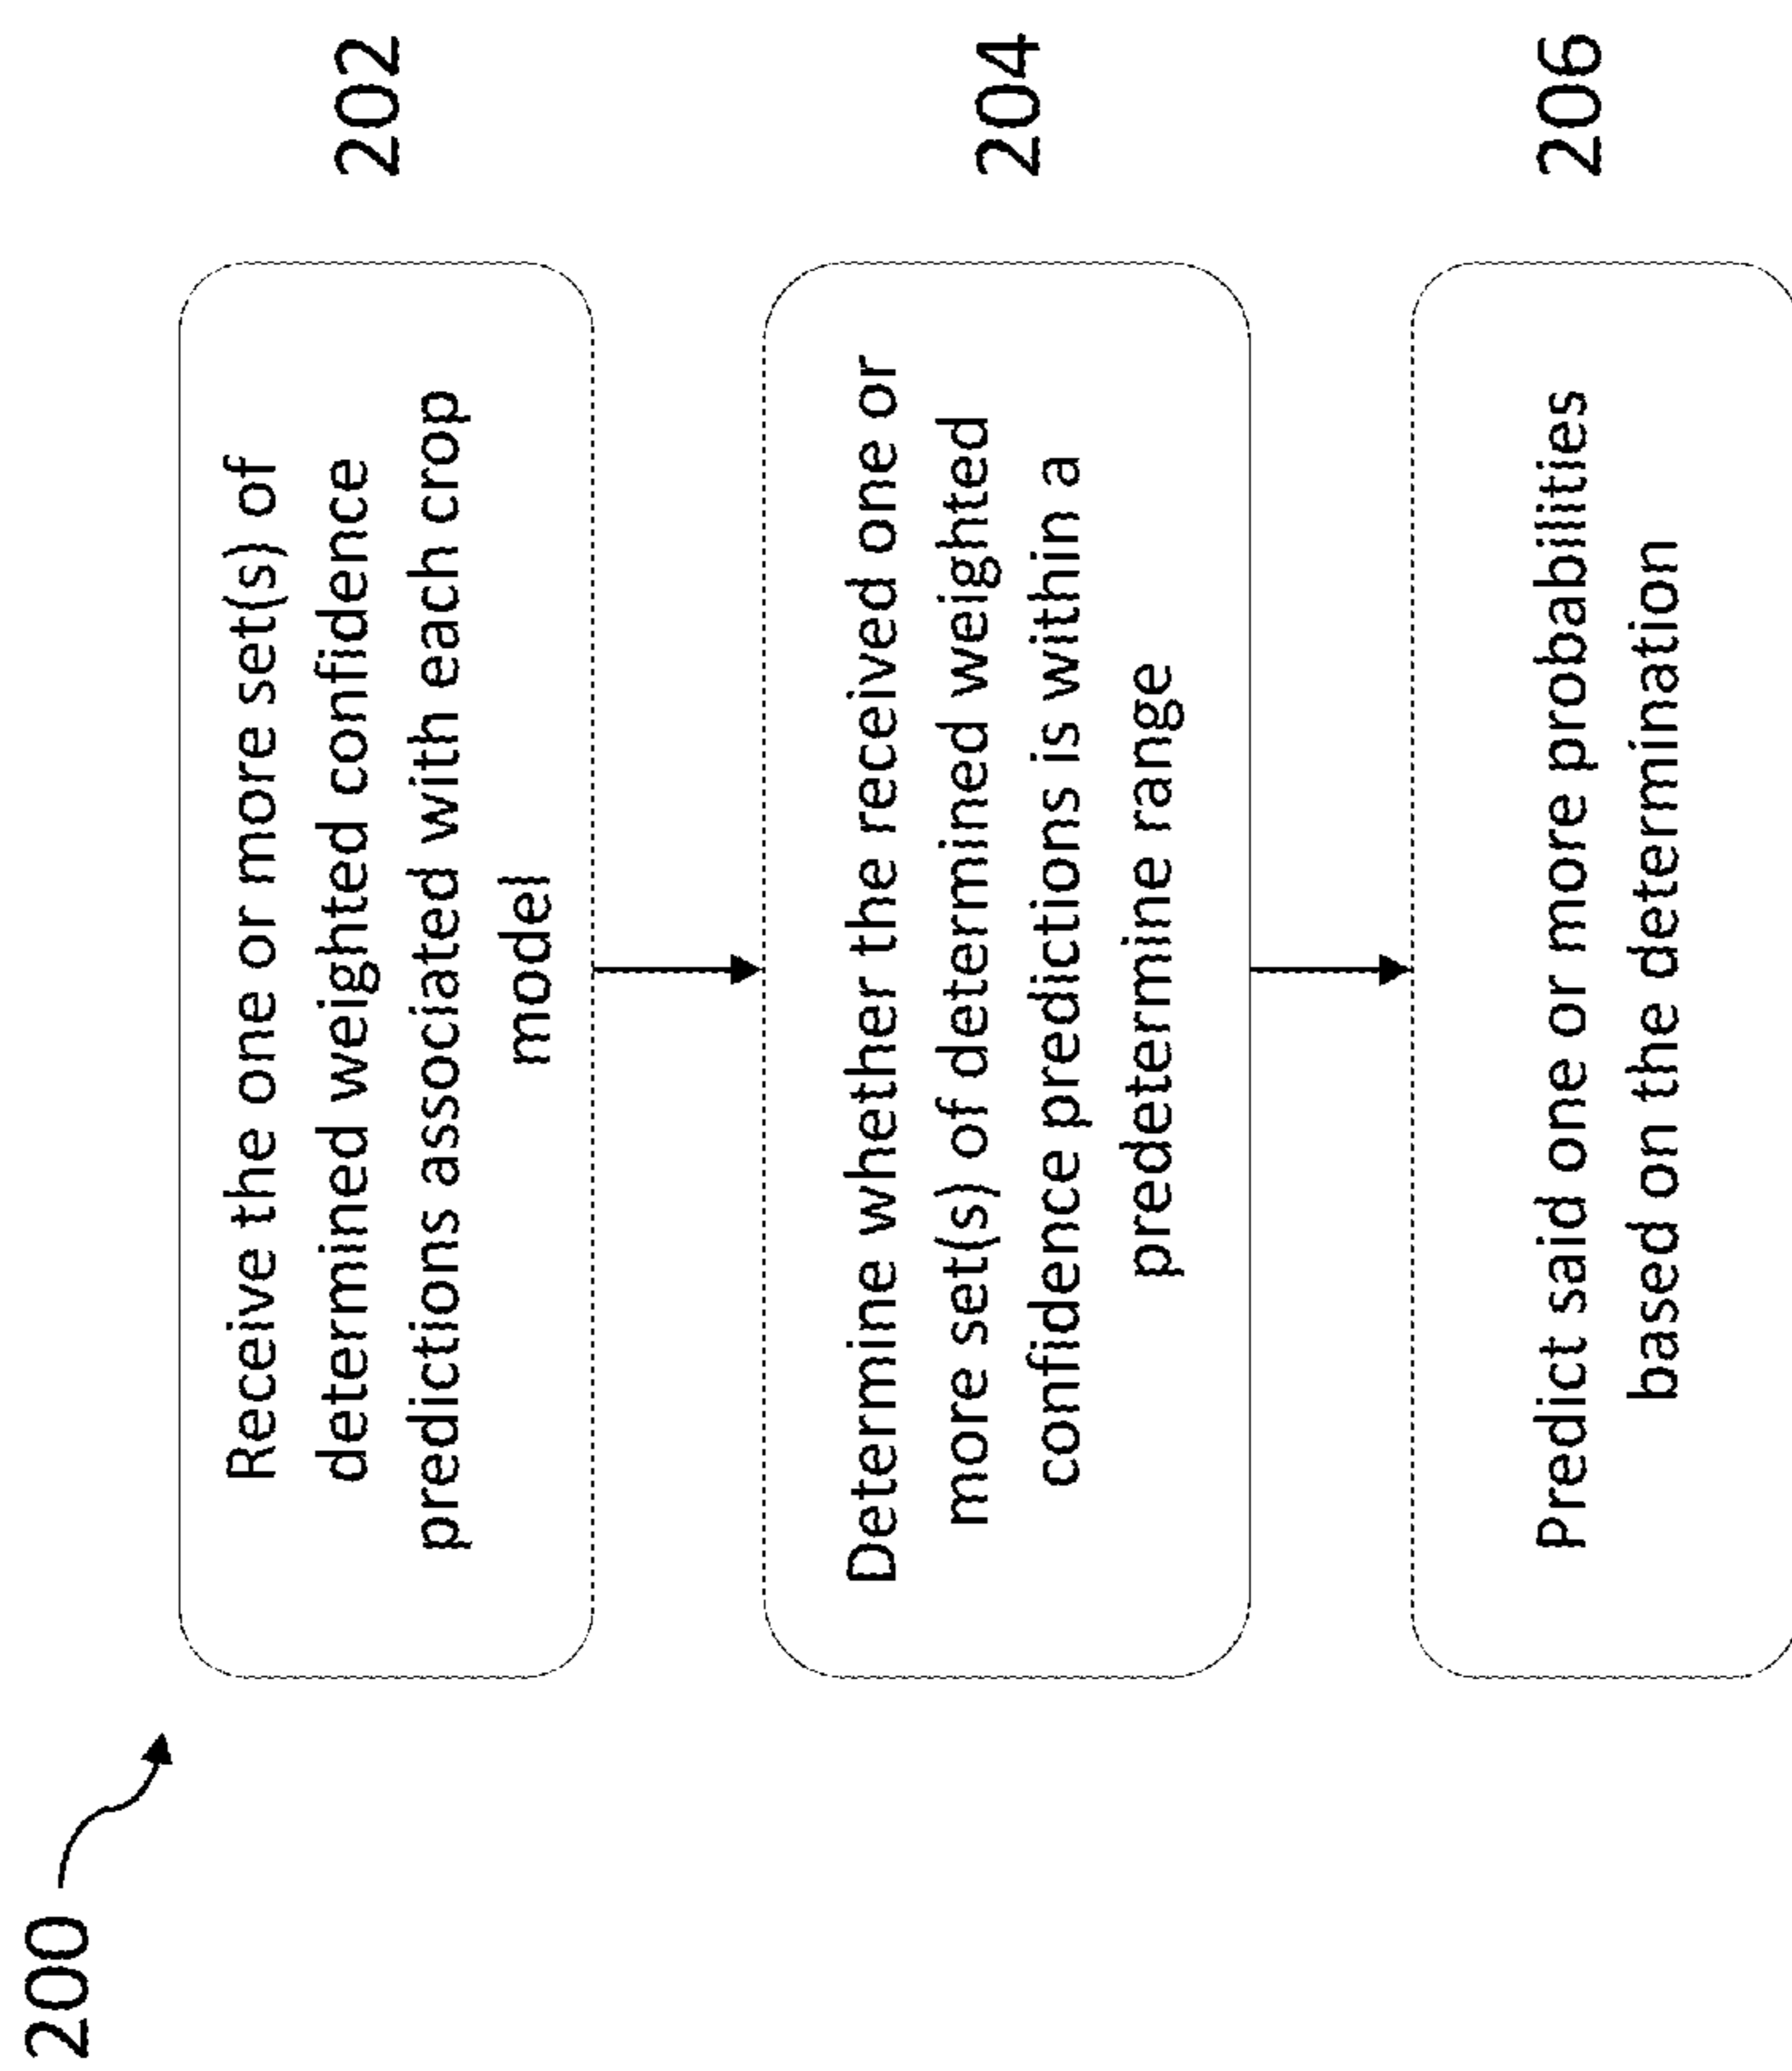 200
Receive the one or more set(s) of
determined weighted confidence
predictions associated with each crop
model
202
Determine whether the received one or
more set(s) of determined weighted
confidence predictions is within a
predetermine range
204
Predict said one or more probabilities
based on the determination
206